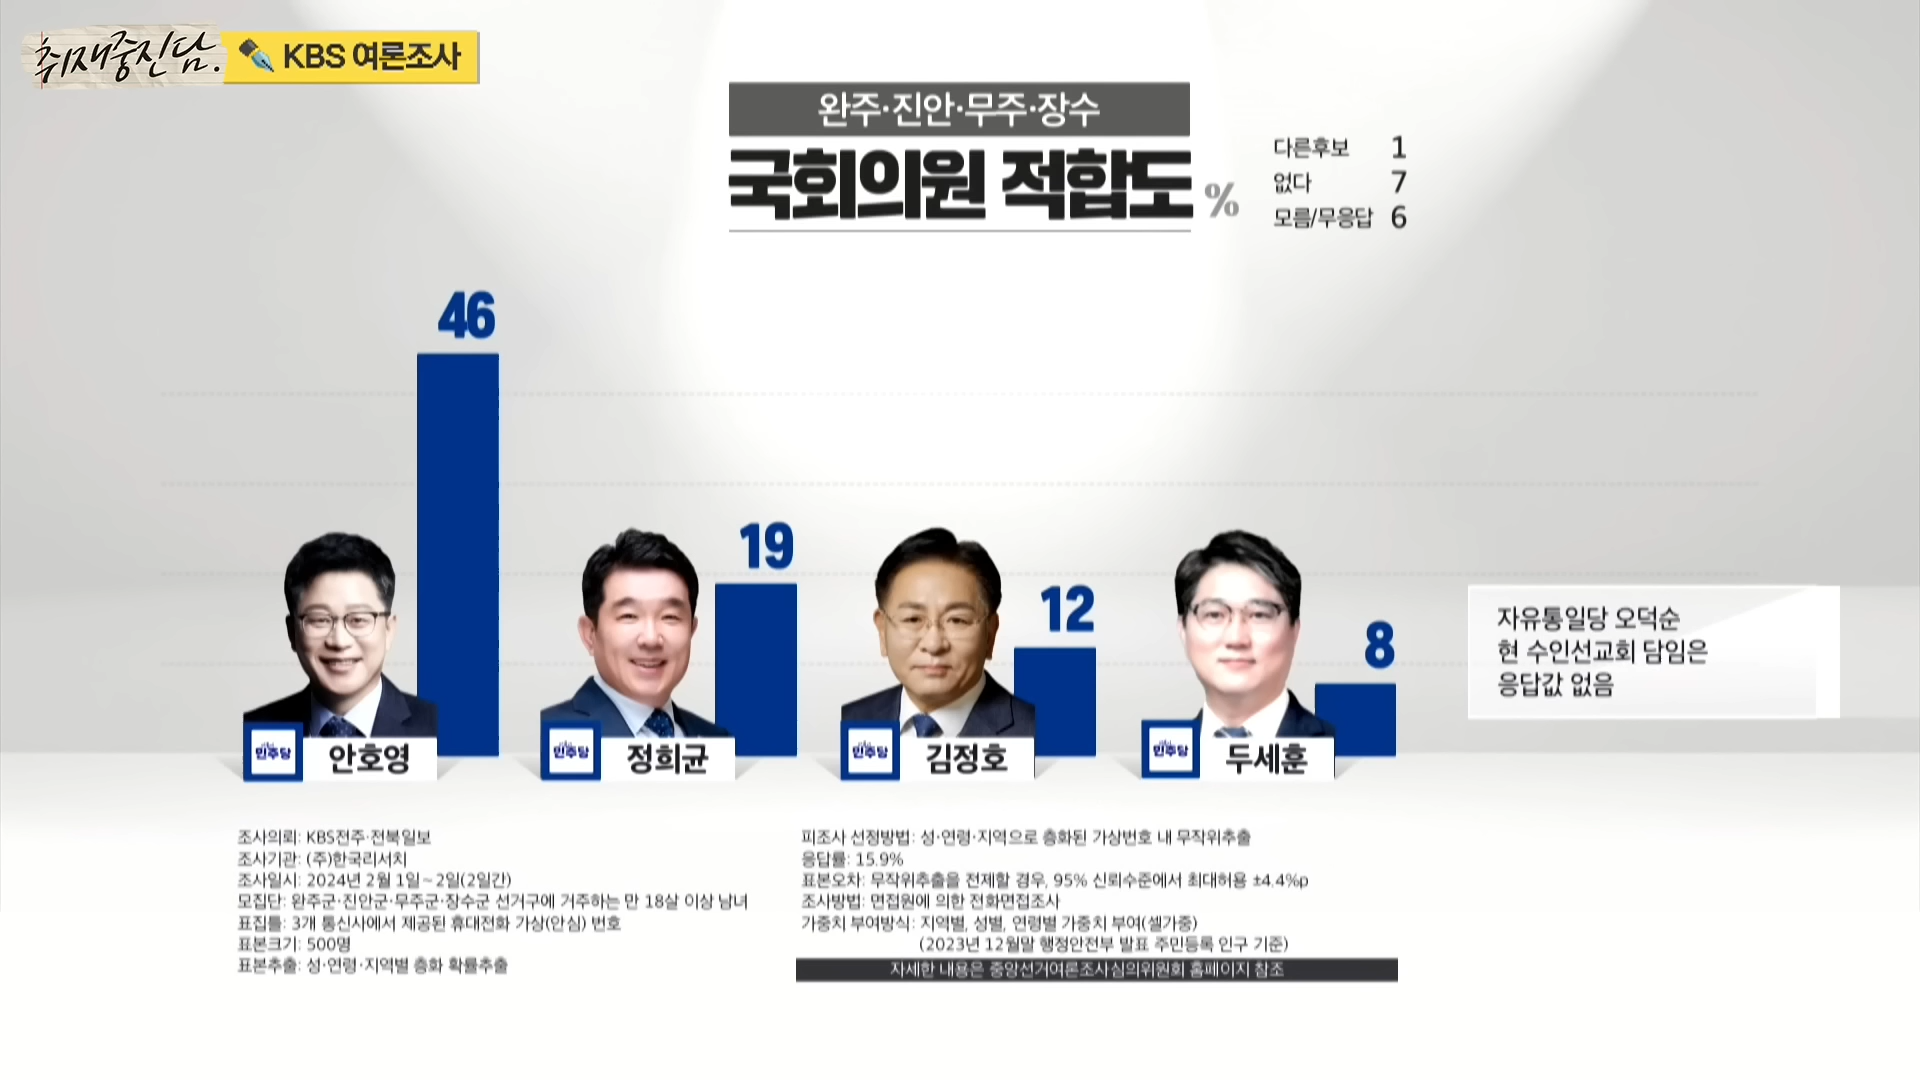 취재중진담.
KBS 여론조사
완주·진안·무주·장수
국회의원 적합도 %
다른후보 1
없다 7
모름/무응답 6
46
19
12
8
민주당 안호영
민주당 정희균
민주당 김정호
민주당 두세훈
자유통일당 오덕순
현 수인선교회 담임은
응답값 없음
조사의뢰: KBS전주·전북일보
조사기관: (주)한국리서치
조사일시: 2024년 2월 1일~2일(2일간)
모집단: 완주군·진안군·무주군·장수군 선거구에 거주하는 만 18살 이상 남녀
표집틀: 3개 통신사에서 제공된 휴대전화 가상(안심) 번호
표본크기: 500명
표본추출: 성·연령·지역별 층화 확률추출
피조사 선정방법: 성·연령·지역으로 층화된 가상번호 내 무작위추출
응답률: 15.9%
표본오차: 무작위추출을 전제할 경우, 95% 신뢰수준에서 최대허용 ±4.4%p
조사방법: 면접원에 의한 전화면접조사
가중치 부여방식: 지역별, 성별, 연령별 가중치 부여(셀가중)
(2023년 12월말 행정안전부 발표 주민등록 인구 기준)
자세한 내용은 중앙선거여론조사심의위원회 홈페이지 참조